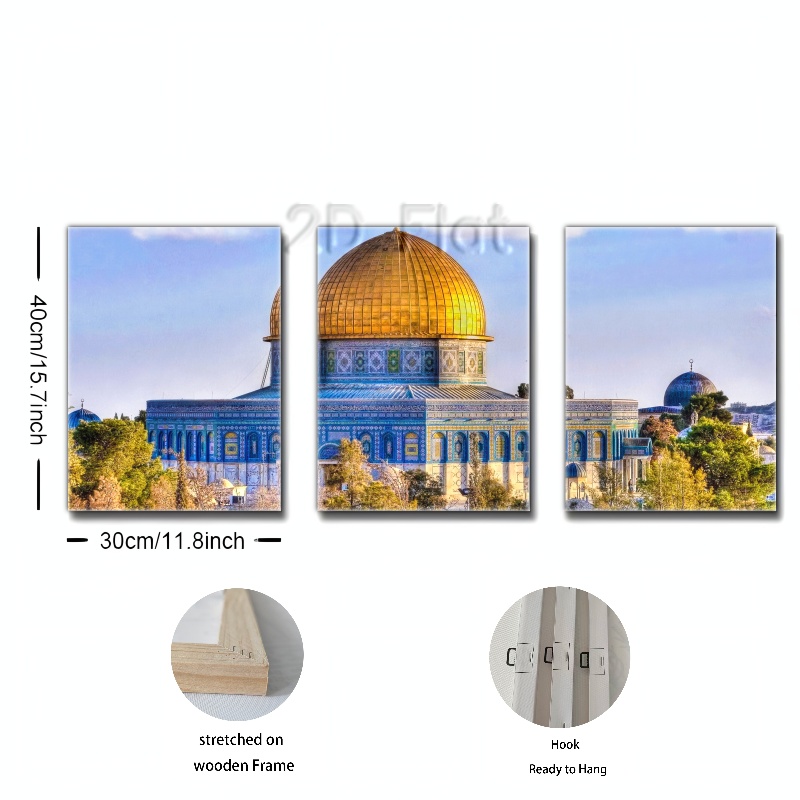 2D Flat
40cm/15.7inch
30cm/11.8inch
stretched on
wooden Frame
Hook
Ready to Hang